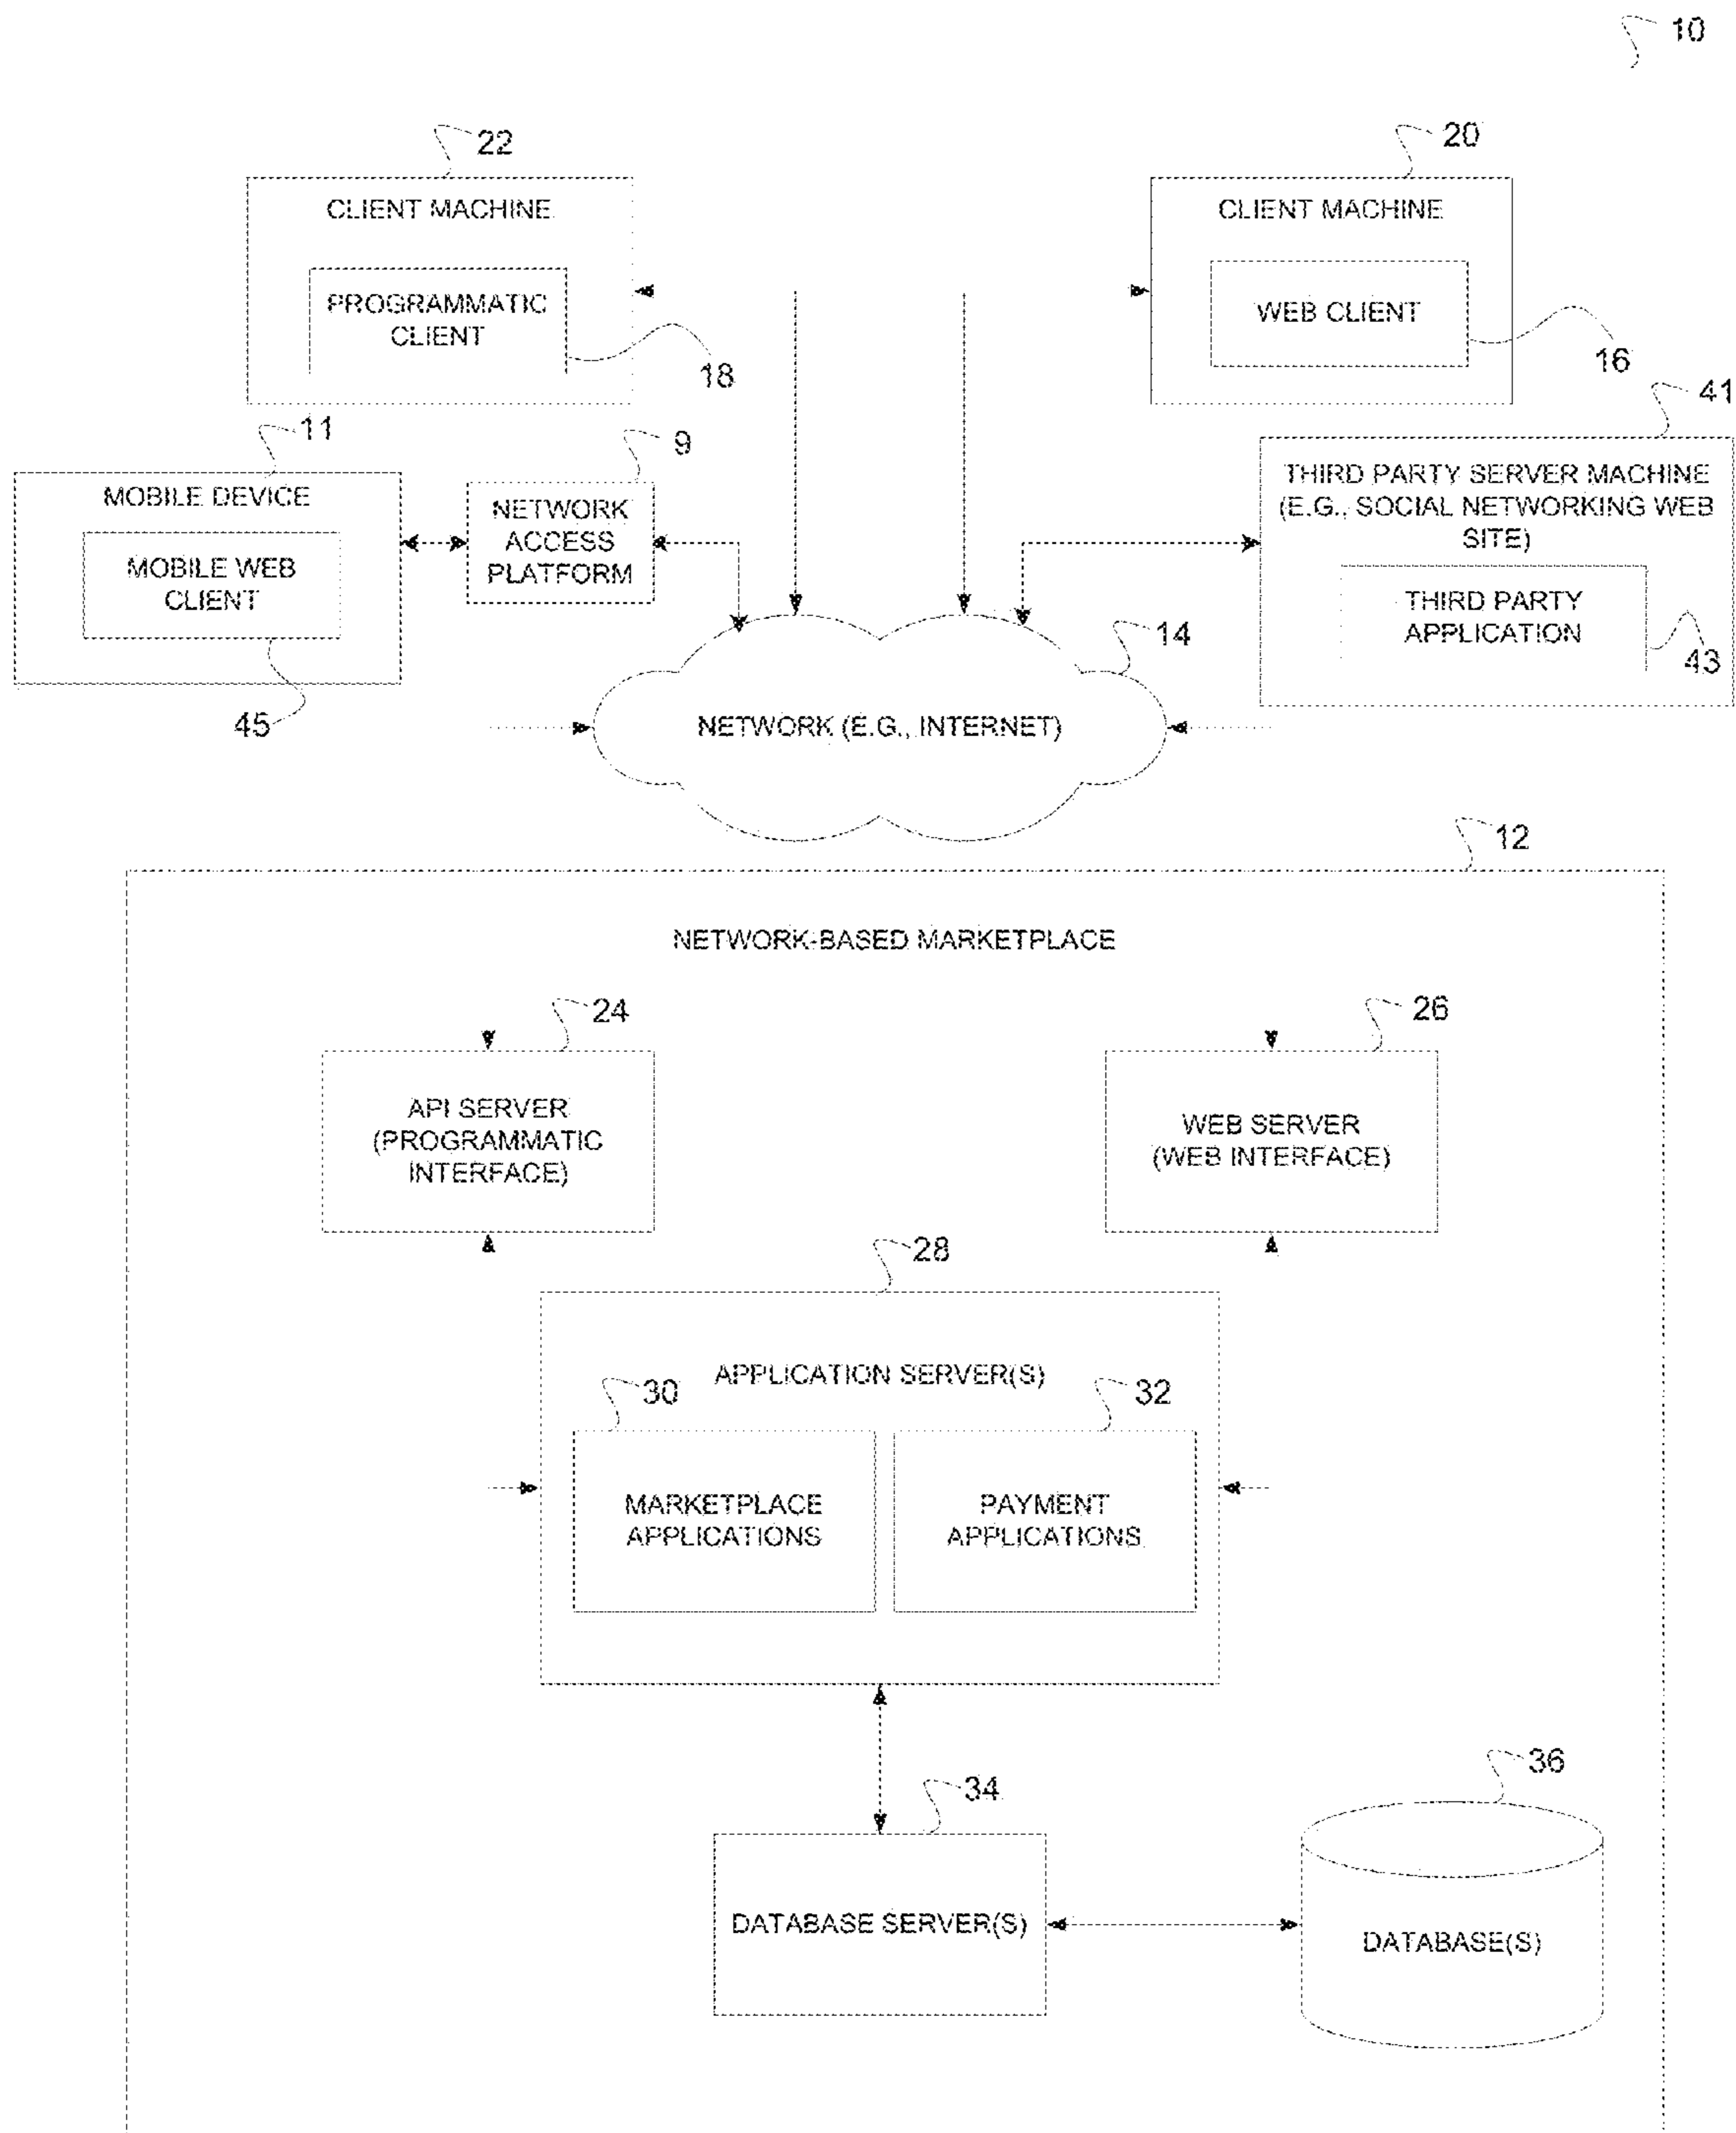 10
22
20
CLIENT MACHINE
CLIENT MACHINE
PROGRAMMATIC
CLIENT
WEB CLIENT
18
16
41
11
9
MOBILE DEVICE
NETWORK
ACCESS
PLATFORM
THIRD PARTY SERVER MACHINE
(E.G., SOCIAL NETWORKING WEB
SITE)
MOBILE WEB
CLIENT
THIRD PARTY
APPLICATION
14
43
45
NETWORK (E.G., INTERNET)
12
NETWORK-BASED MARKETPLACE
24
26
API SERVER
(PROGRAMMATIC
INTERFACE)
WEB SERVER
(WEB INTERFACE)
28
APPLICATION SERVER(S)
30
32
MARKETPLACE
APPLICATIONS
PAYMENT
APPLICATIONS
34
36
DATABASE SERVER(S)
DATABASE(S)